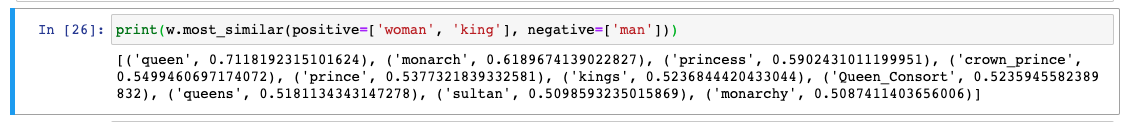 In [26]: print(w.most_similar(positive=['woman', 'king'], negative=['man']))
[('queen', 0.7118192315101624), ('monarch', 0.6189674139022827), ('princess', 0.5902431011199951), ('crown_prince',
0.5499460697174072), ('prince', 0.5377321839332581), ('kings', 0.5236844420433044), ('Queen_Consort', 0.5235945582389
832), ('queens', 0.5181134343147278), ('sultan', 0.5098593235015869), ('monarchy', 0.5087411403656006)]